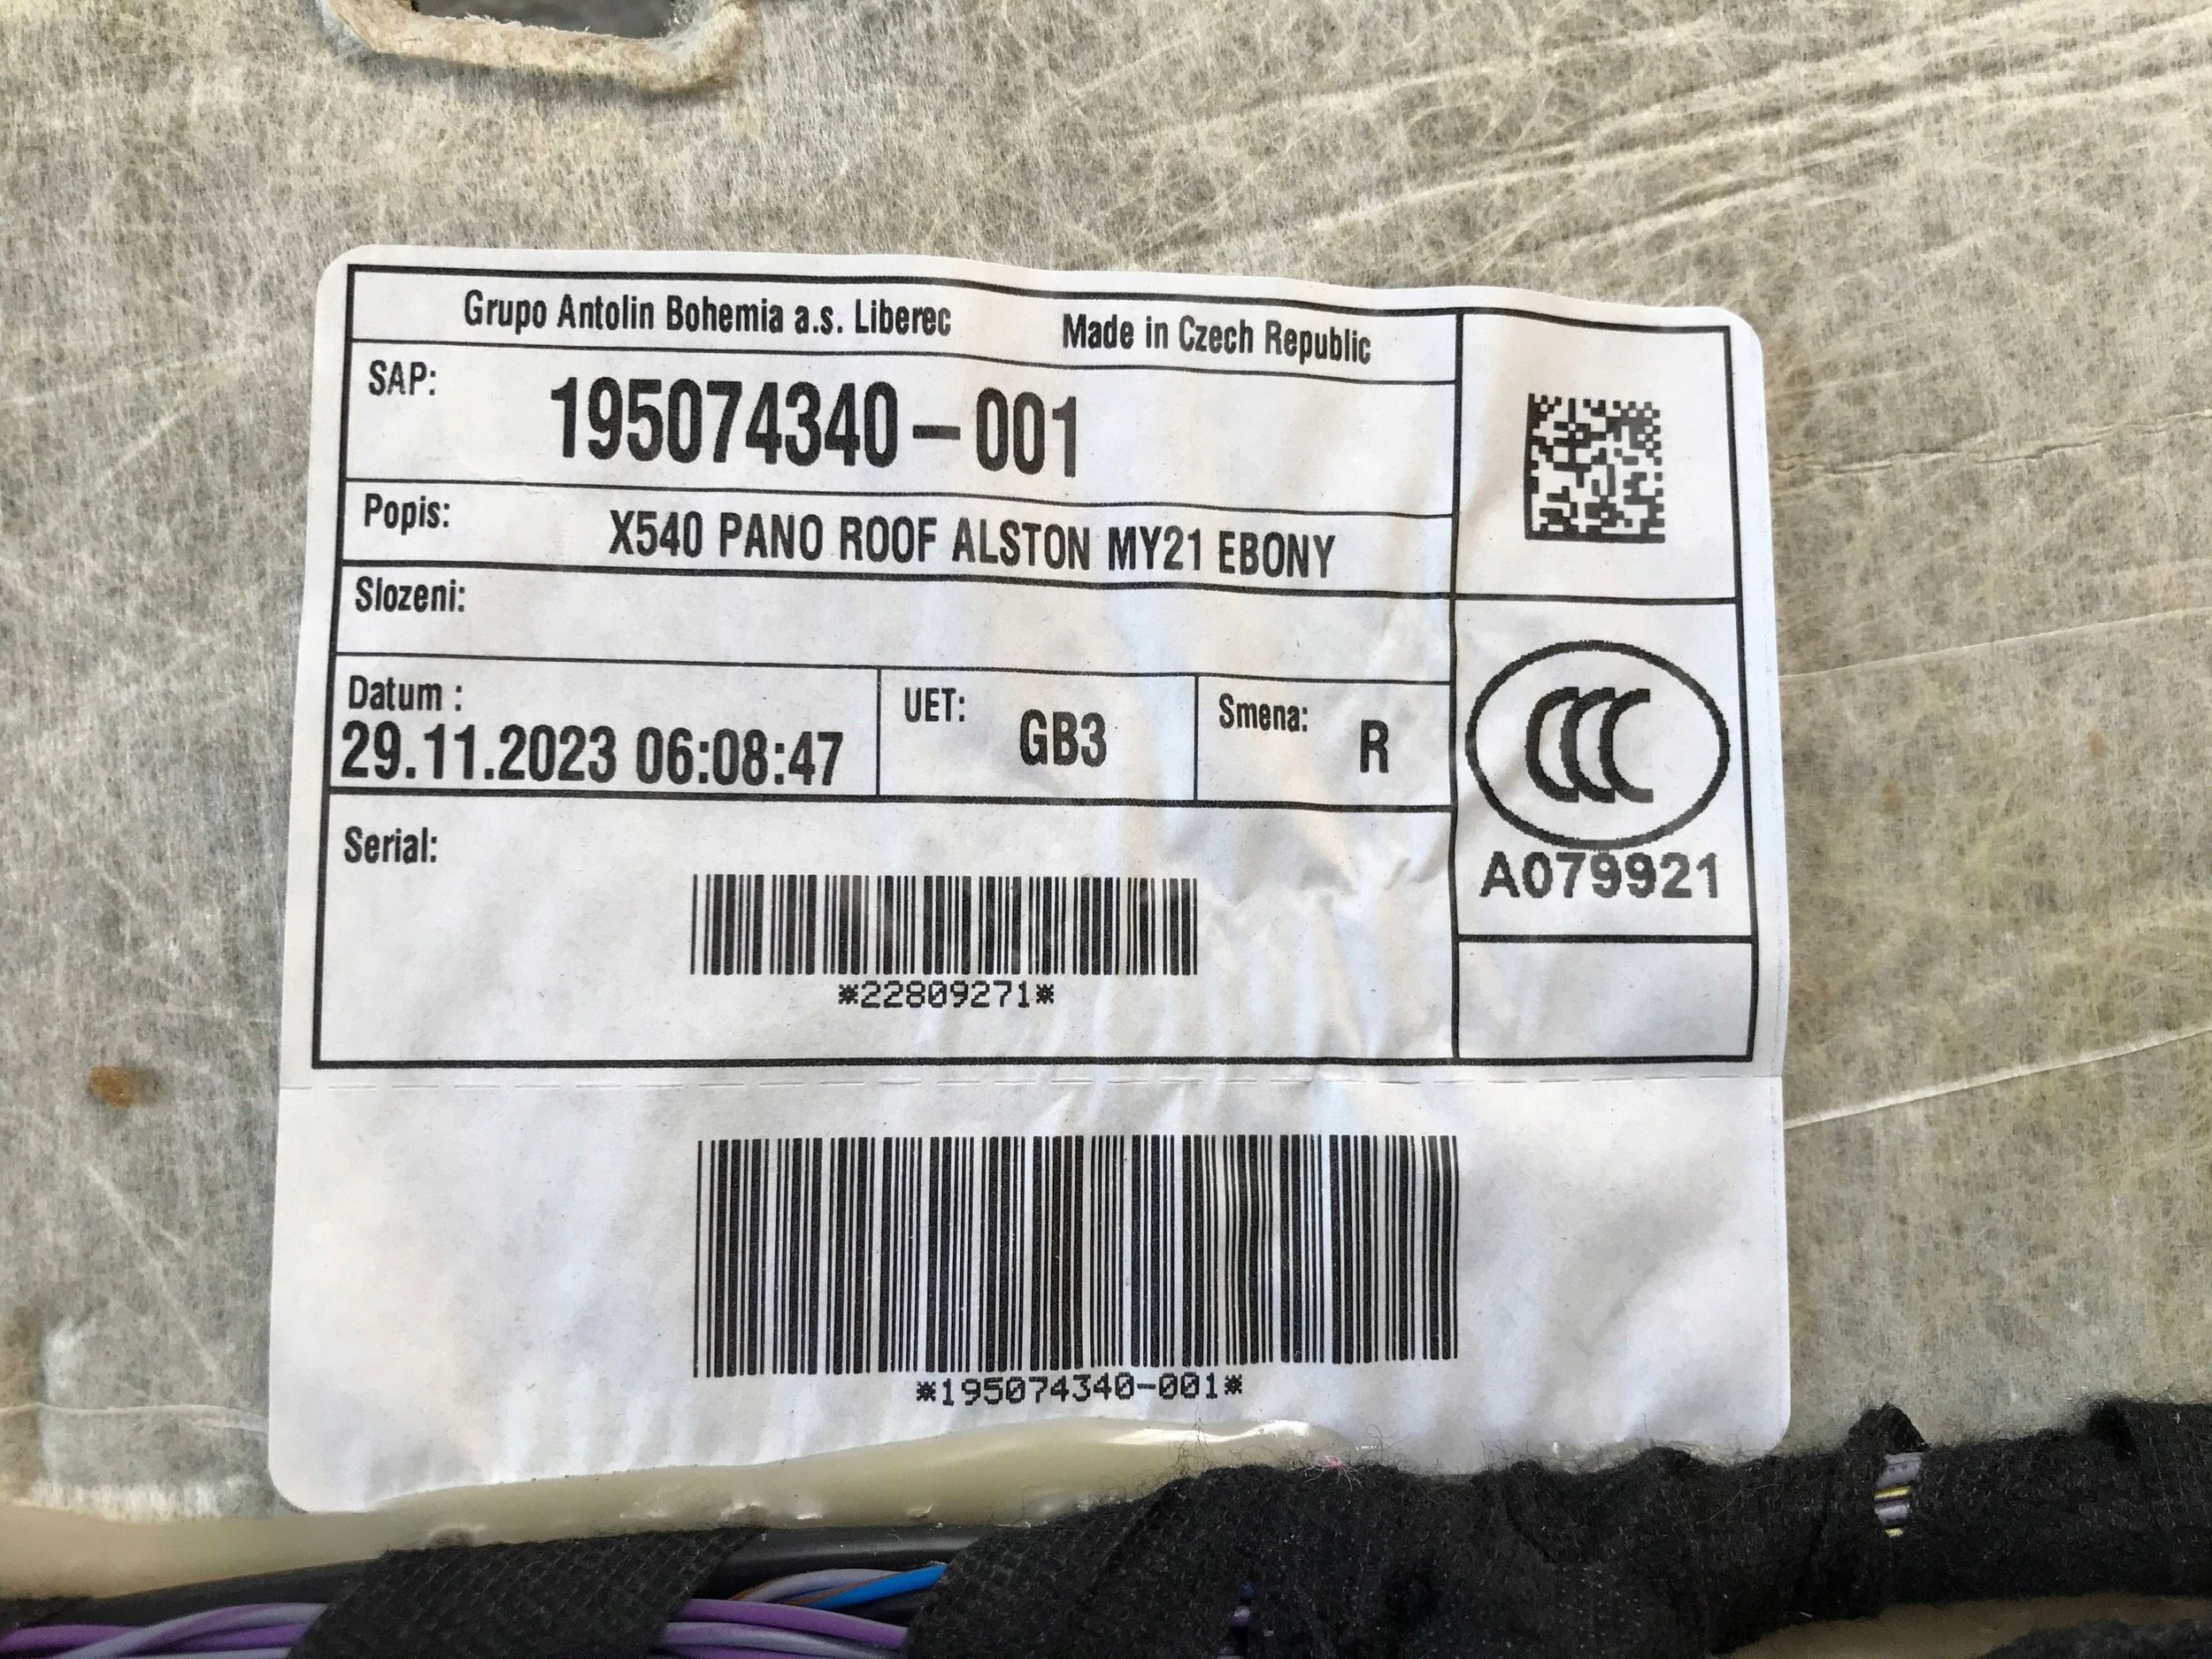 Grupo Antolin Bohemia a.s. Liberec Made in Czech Republic
SAP: 195074340-001
Popis: X540 PANO ROOF ALSTON MY21 EBONY
Slozeni:
Datum : UET: GB3 Smena: R
29.11.2023 06:08:47
CCC
A079921
Serial:
*22809271*
*195074340-001*